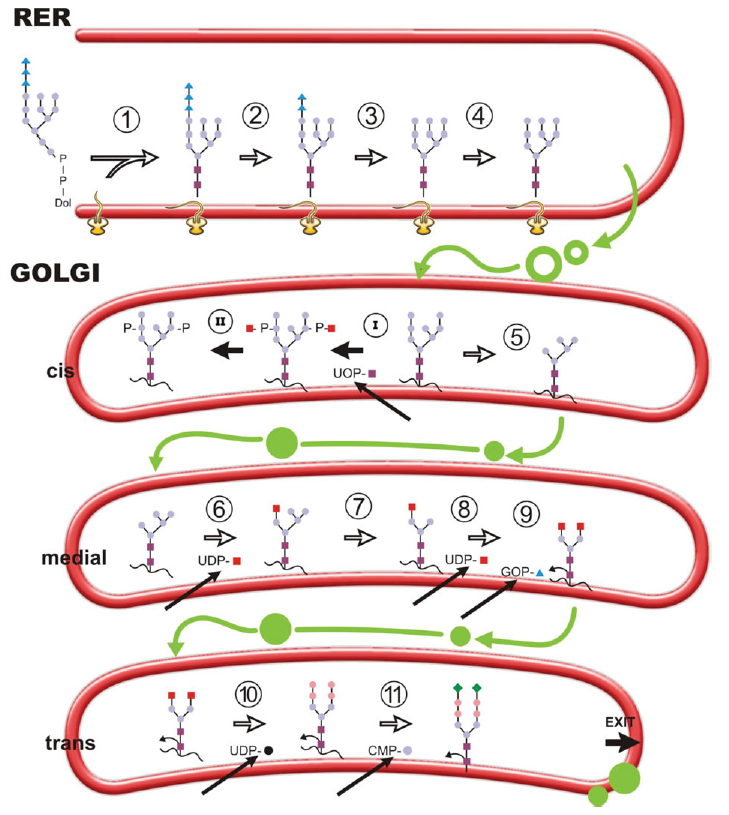 RER
1 2 3 4
P
P
Dol
GOLGI
cis
P- -P II - P- P- I 5
UOP-
medial
6 7 8 9
UDP- UDP- GOP-
trans
10 11
UDP- CMP-
EXIT